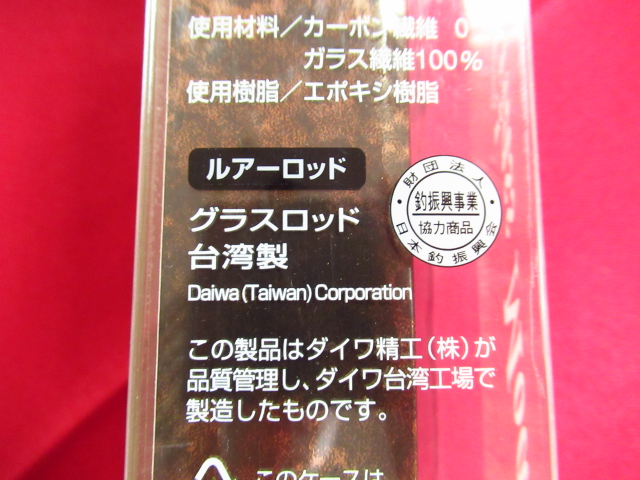 使用材料／カーボン繊維 0
ガラス繊維100%
使用樹脂／エポキシ樹脂
ルアーロッド
グラスロッド
台湾製
Daiwa (Taiwan) Corporation
財団法人
釣振興事業
協力商品
日本釣振興会
この製品はダイワ精工(株)が
品質管理し、ダイワ台湾工場で
製造したものです。
このケースは